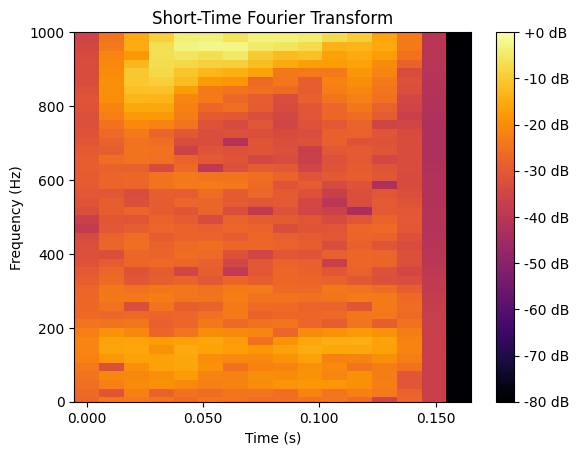 Short-Time Fourier Transform
1000
800
600
400
200
0
Frequency (Hz)
0.000
0.050
0.100
0.150
Time (s)
+0 dB
-10 dB
-20 dB
-30 dB
-40 dB
-50 dB
-60 dB
-70 dB
-80 dB